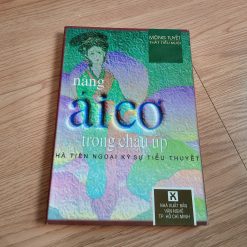 MỘNG TUYẾT
THẤT TIỂU MUỘI
nàng
aicơ
trong chậu úp
HÀ TIÊN NGOẠI KỶ SỰ TIỂU THUYẾT
X
NHÀ XUẤT BẢN
VĂN NGHỆ
TP. HỒ CHÍ MINH